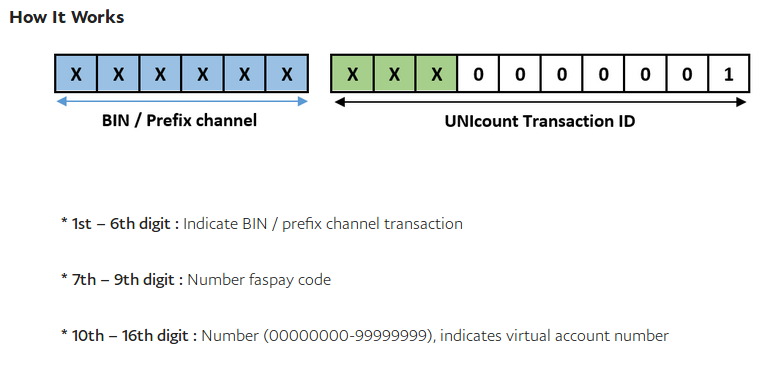 How It Works
X X X X X X X X X 0 0 0 0 0 0 1
BIN / Prefix channel UNIcount Transaction ID
* 1st – 6th digit : Indicate BIN / prefix channel transaction
* 7th – 9th digit : Number faspay code
* 10th – 16th digit : Number (00000000-99999999), indicates virtual account number